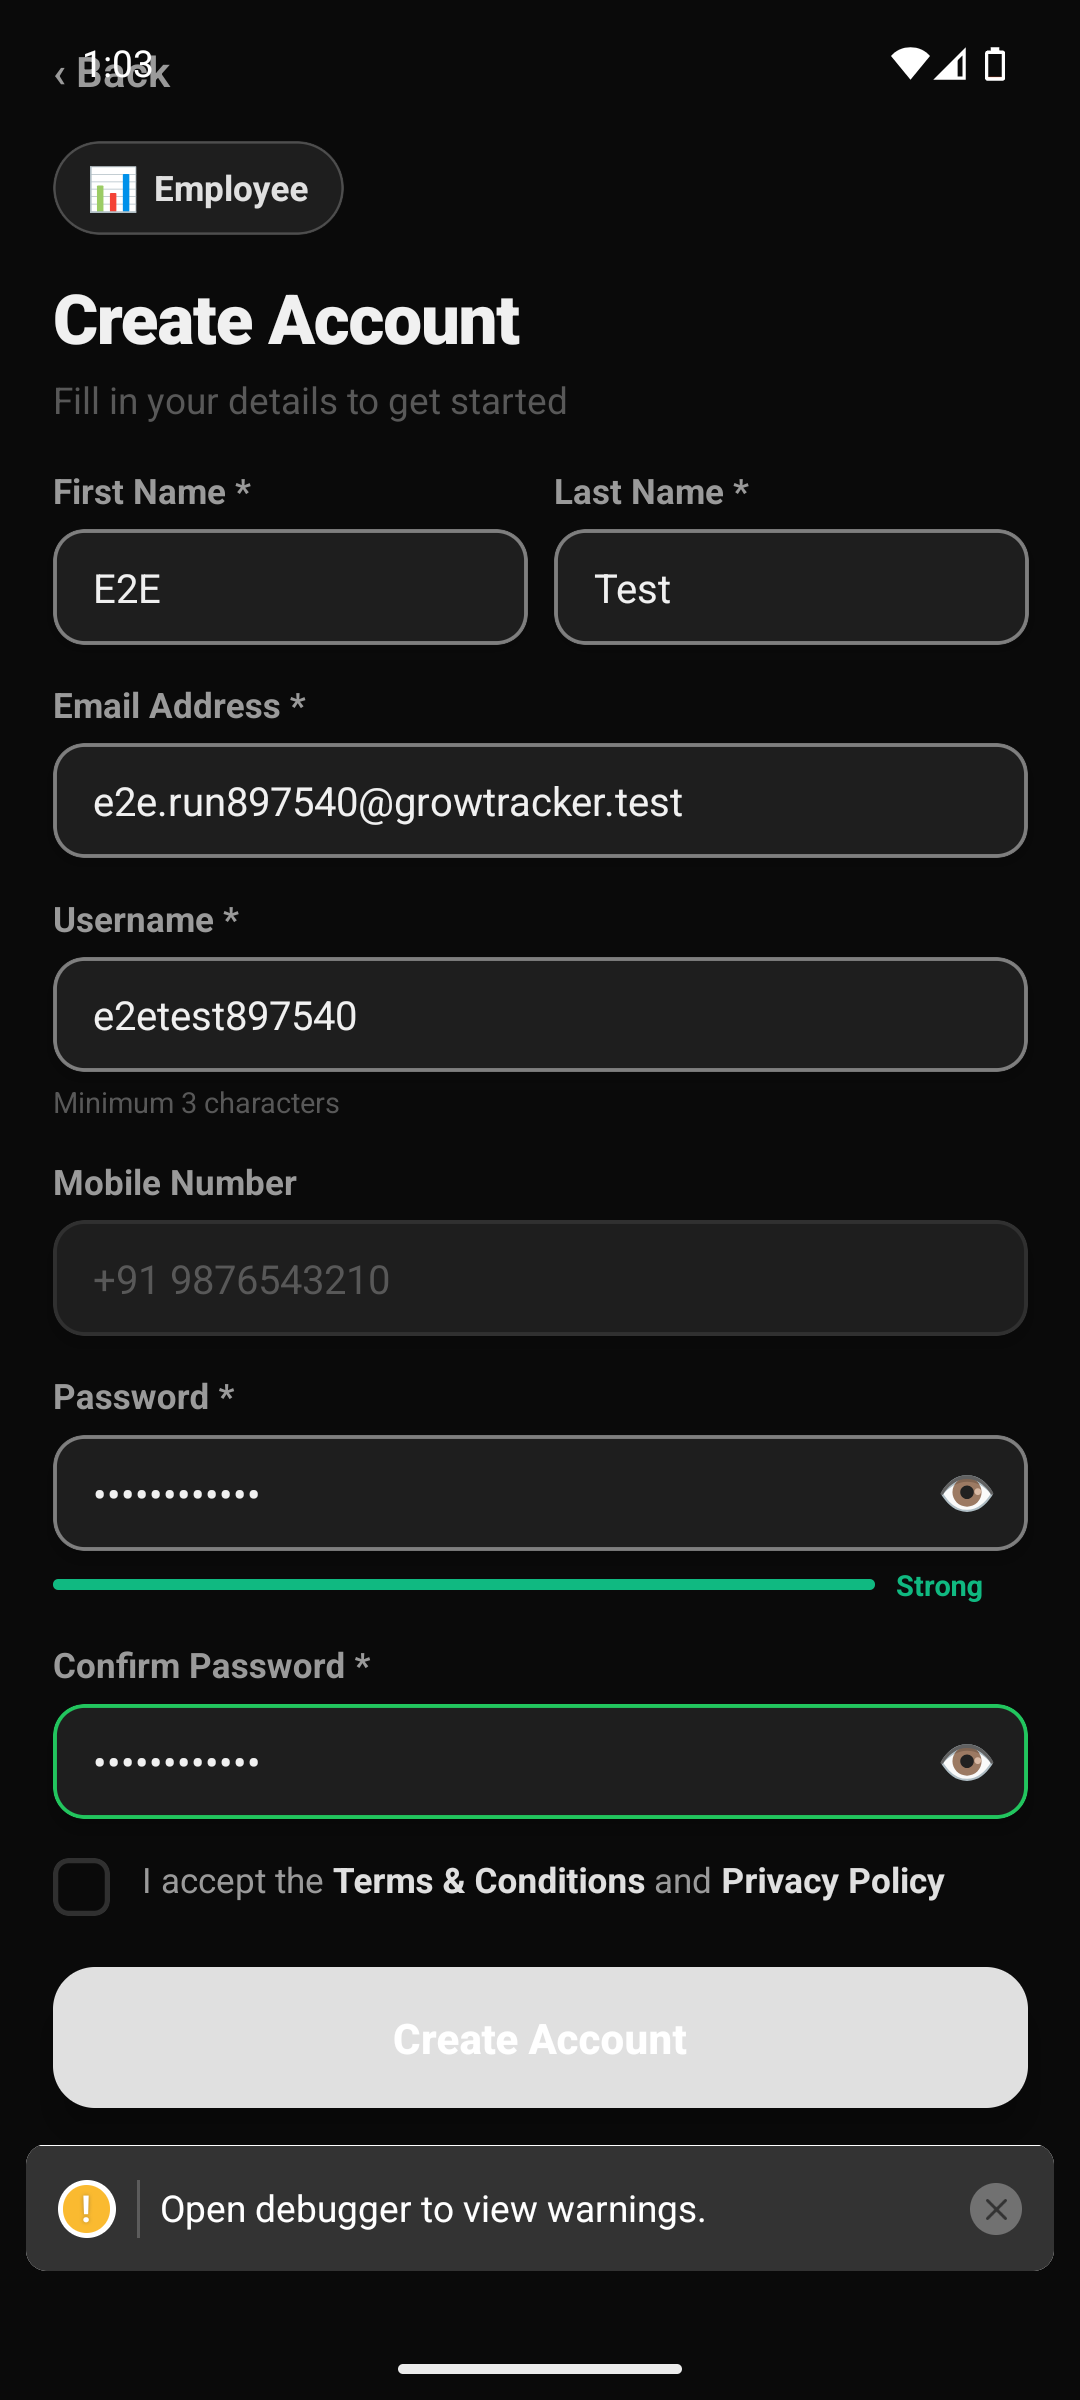 1:03
‹ Back
Employee
Create Account
Fill in your details to get started
First Name * Last Name *
E2E Test
Email Address *
e2e.run897540@growtracker.test
Username *
e2etest897540
Minimum 3 characters
Mobile Number
+91 9876543210
Password *
••••••••••••
Strong
Confirm Password *
••••••••••••
I accept the Terms & Conditions and Privacy Policy
Create Account
! Open debugger to view warnings.